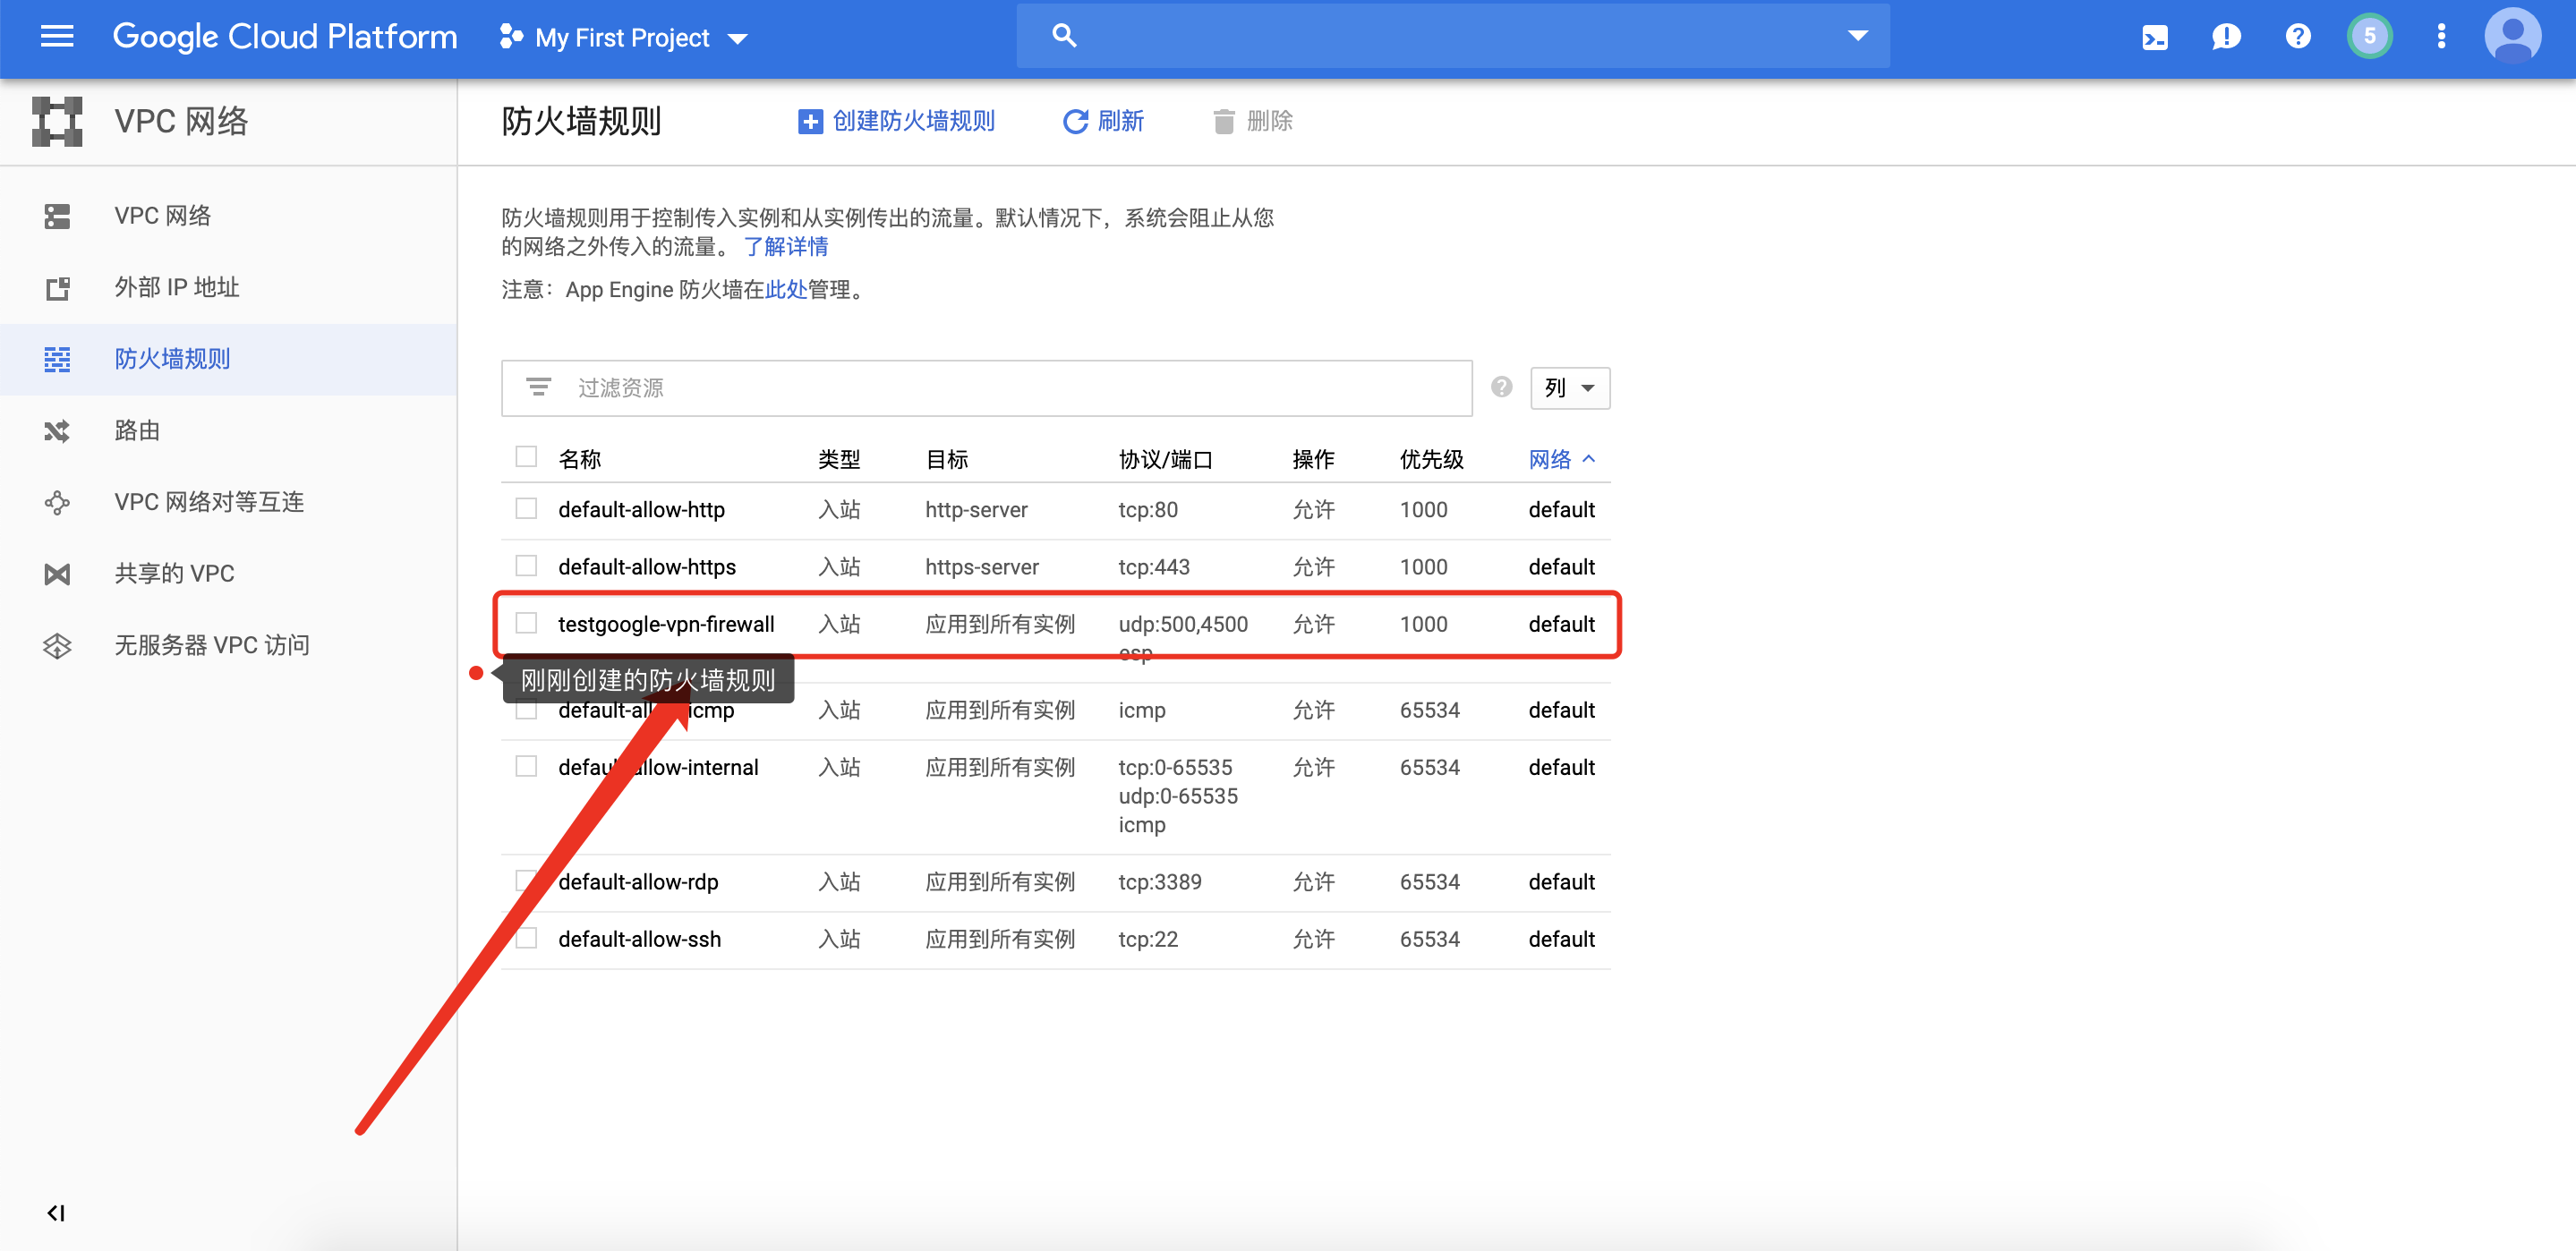 Google Cloud Platform
My First Project
5
VPC 网络
防火墙规则
创建防火墙规则
刷新
删除
VPC 网络
外部 IP 地址
防火墙规则
路由
VPC 网络对等互连
共享的 VPC
无服务器 VPC 访问
防火墙规则用于控制传入实例和从实例传出的流量。默认情况下，系统会阻止从您
的网络之外传入的流量。 了解详情
注意：App Engine 防火墙在此处管理。
过滤资源
列
名称 类型 目标 协议/端口 操作 优先级 网络
default-allow-http 入站 http-server tcp:80 允许 1000 default
default-allow-https 入站 https-server tcp:443 允许 1000 default
testgoogle-vpn-firewall 入站 应用到所有实例 udp:500,4500 允许 1000 default
esp
刚刚创建的防火墙规则
default-allow-icmp 入站 应用到所有实例 icmp 允许 65534 default
default-allow-internal 入站 应用到所有实例 tcp:0-65535 允许 65534 default
udp:0-65535
icmp
default-allow-rdp 入站 应用到所有实例 tcp:3389 允许 65534 default
default-allow-ssh 入站 应用到所有实例 tcp:22 允许 65534 default